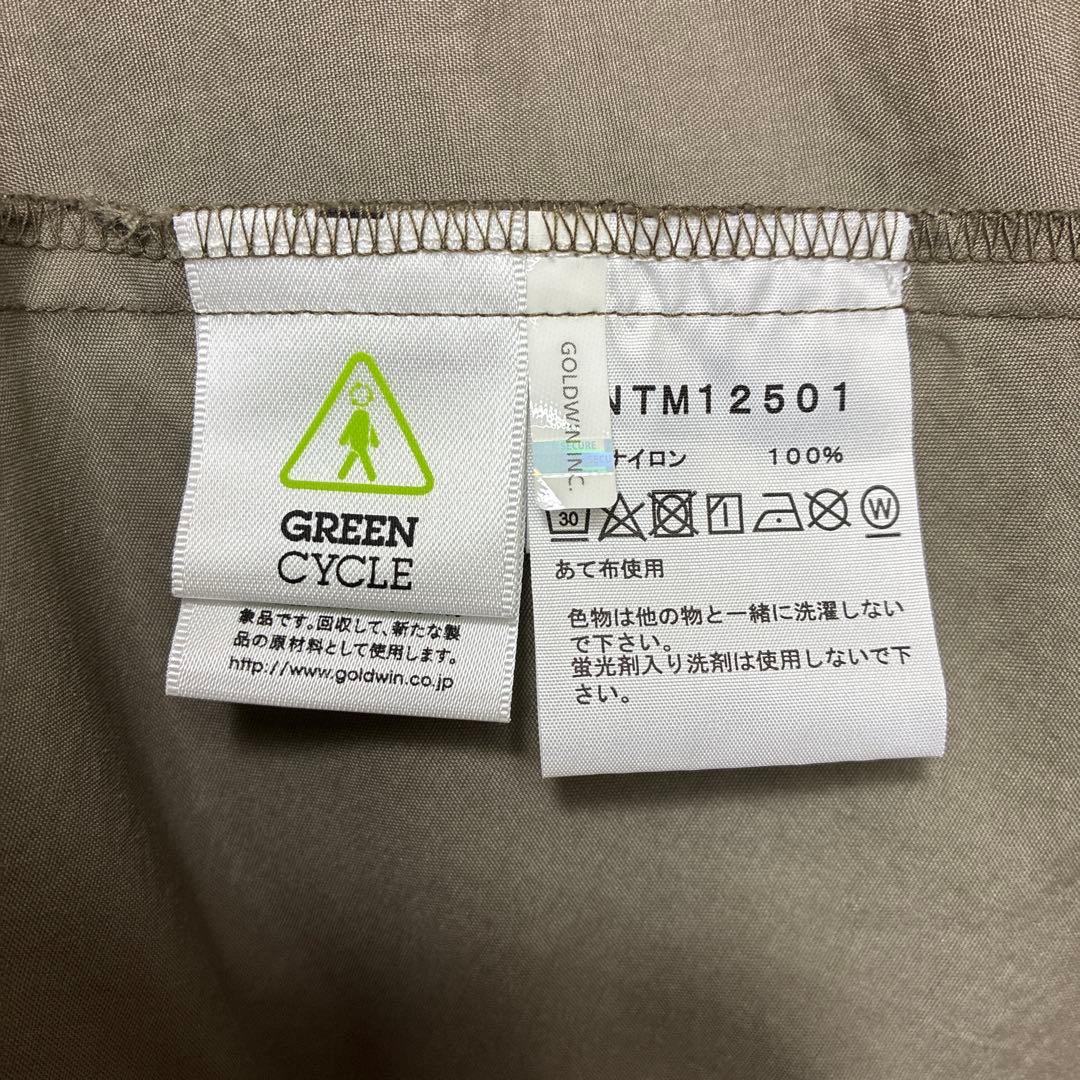 GREEN
CYCLE
象品です。回収して、新たな製
品の原材料として使用します。
http://www.goldwin.co.jp
GOLDWIN INC.
SECURE
NTM12501
ナイロン 100%
30
W
あて布使用
色物は他の物と一緒に洗濯しない
で下さい。
蛍光剤入り洗剤は使用しないで下
さい。